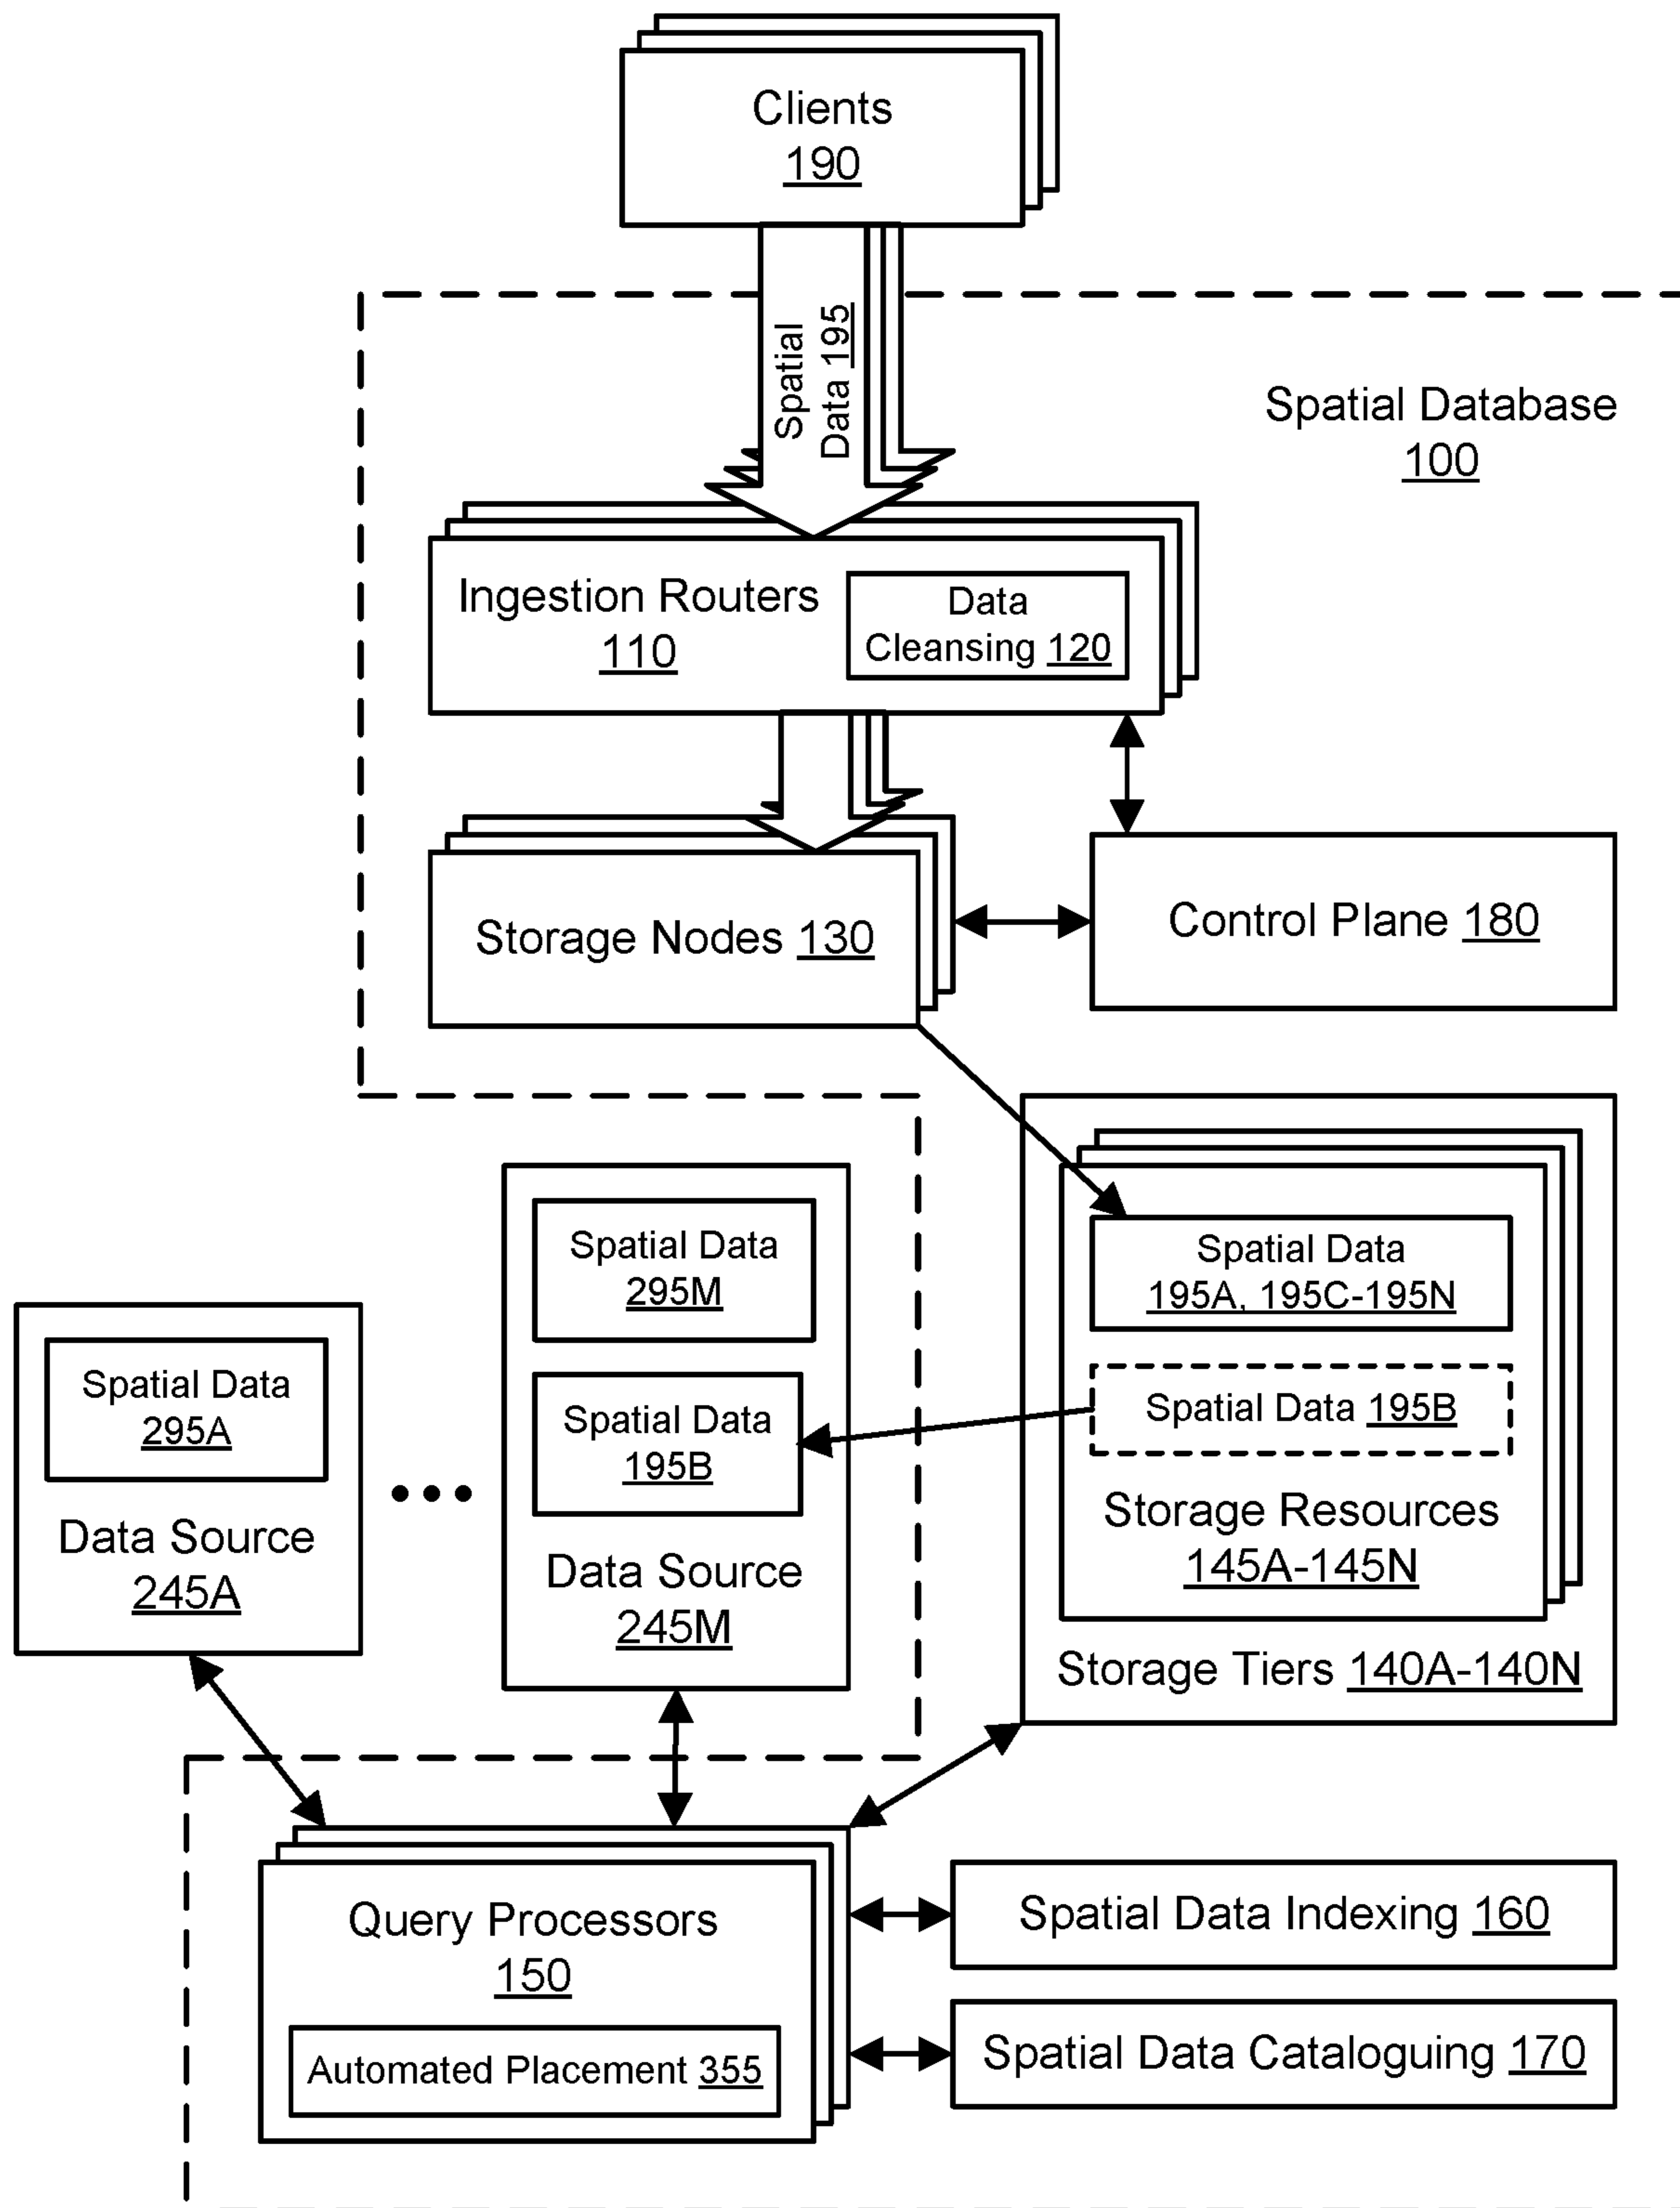 Clients
190
Spatial
Data 195
Spatial Database
100
Ingestion Routers
110
Data
Cleansing 120
Storage Nodes 130
Control Plane 180
Spatial Data
295M
Spatial Data
195A, 195C-195N
Spatial Data
295A
Spatial Data
195B
Spatial Data 195B
Data Source
245A
Data Source
245M
Storage Resources
145A-145N
Storage Tiers 140A-140N
Query Processors
150
Automated Placement 355
Spatial Data Indexing 160
Spatial Data Cataloguing 170